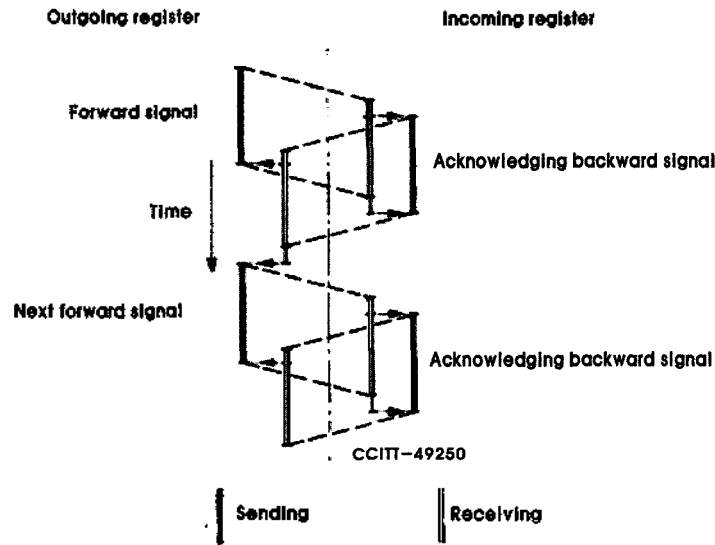 Outgoing register
Incoming register
Forward signal
Acknowledging backward signal
Time
Next forward signal
Acknowledging backward signal
CCITT-49250
Sending
Receiving